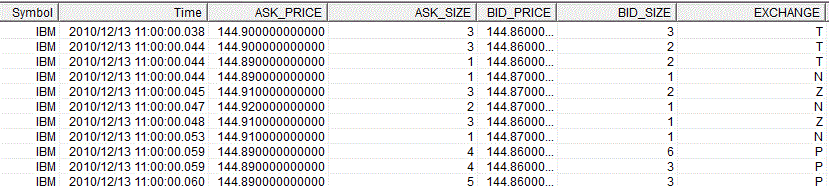 Symbol Time ASK_PRICE ASK_SIZE BID_PRICE BID_SIZE EXCHANGE
IBM 2010/12/13 11:00:00.038 144.900000000000 3 144.86000... 3 T
IBM 2010/12/13 11:00:00.044 144.900000000000 3 144.86000... 2 T
IBM 2010/12/13 11:00:00.044 144.890000000000 1 144.86000... 2 T
IBM 2010/12/13 11:00:00.044 144.890000000000 1 144.87000... 1 N
IBM 2010/12/13 11:00:00.045 144.910000000000 3 144.87000... 2 Z
IBM 2010/12/13 11:00:00.047 144.920000000000 2 144.87000... 1 N
IBM 2010/12/13 11:00:00.048 144.910000000000 3 144.86000... 1 Z
IBM 2010/12/13 11:00:00.053 144.910000000000 1 144.87000... 1 N
IBM 2010/12/13 11:00:00.059 144.890000000000 4 144.86000... 6 P
IBM 2010/12/13 11:00:00.059 144.890000000000 4 144.86000... 3 P
IBM 2010/12/13 11:00:00.060 144.890000000000 5 144.86000... 3 P